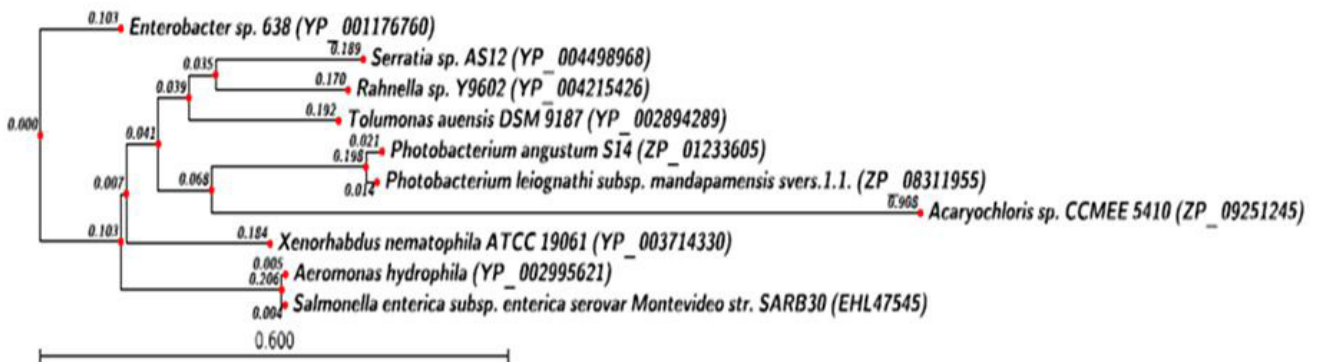 0.103 Enterobacter sp. 638 (YP_001176760)
0.189 Serratia sp. AS12 (YP_004498968)
0.035
0.170 Rahnella sp. Y9602 (YP_004215426)
0.039
0.192 Tolumonas auensis DSM 9187 (YP_002894289)
0.000
0.041
0.021 Photobacterium angustum S14 (ZP_01233605)
0.198
0.014 Photobacterium leiognathi subsp. mandapamensis svers.1.1. (ZP_08311955)
0.007
0.068
0.908 Acaryochloris sp. CCMEE 5410 (ZP_09251245)
0.103
0.184 Xenorhabdus nematophila ATCC 19061 (YP_003714330)
0.005 Aeromonas hydrophila (YP_002995621)
0.206
0.004 Salmonella enterica subsp. enterica serovar Montevideo str. SARB30 (EHL47545)
0.600